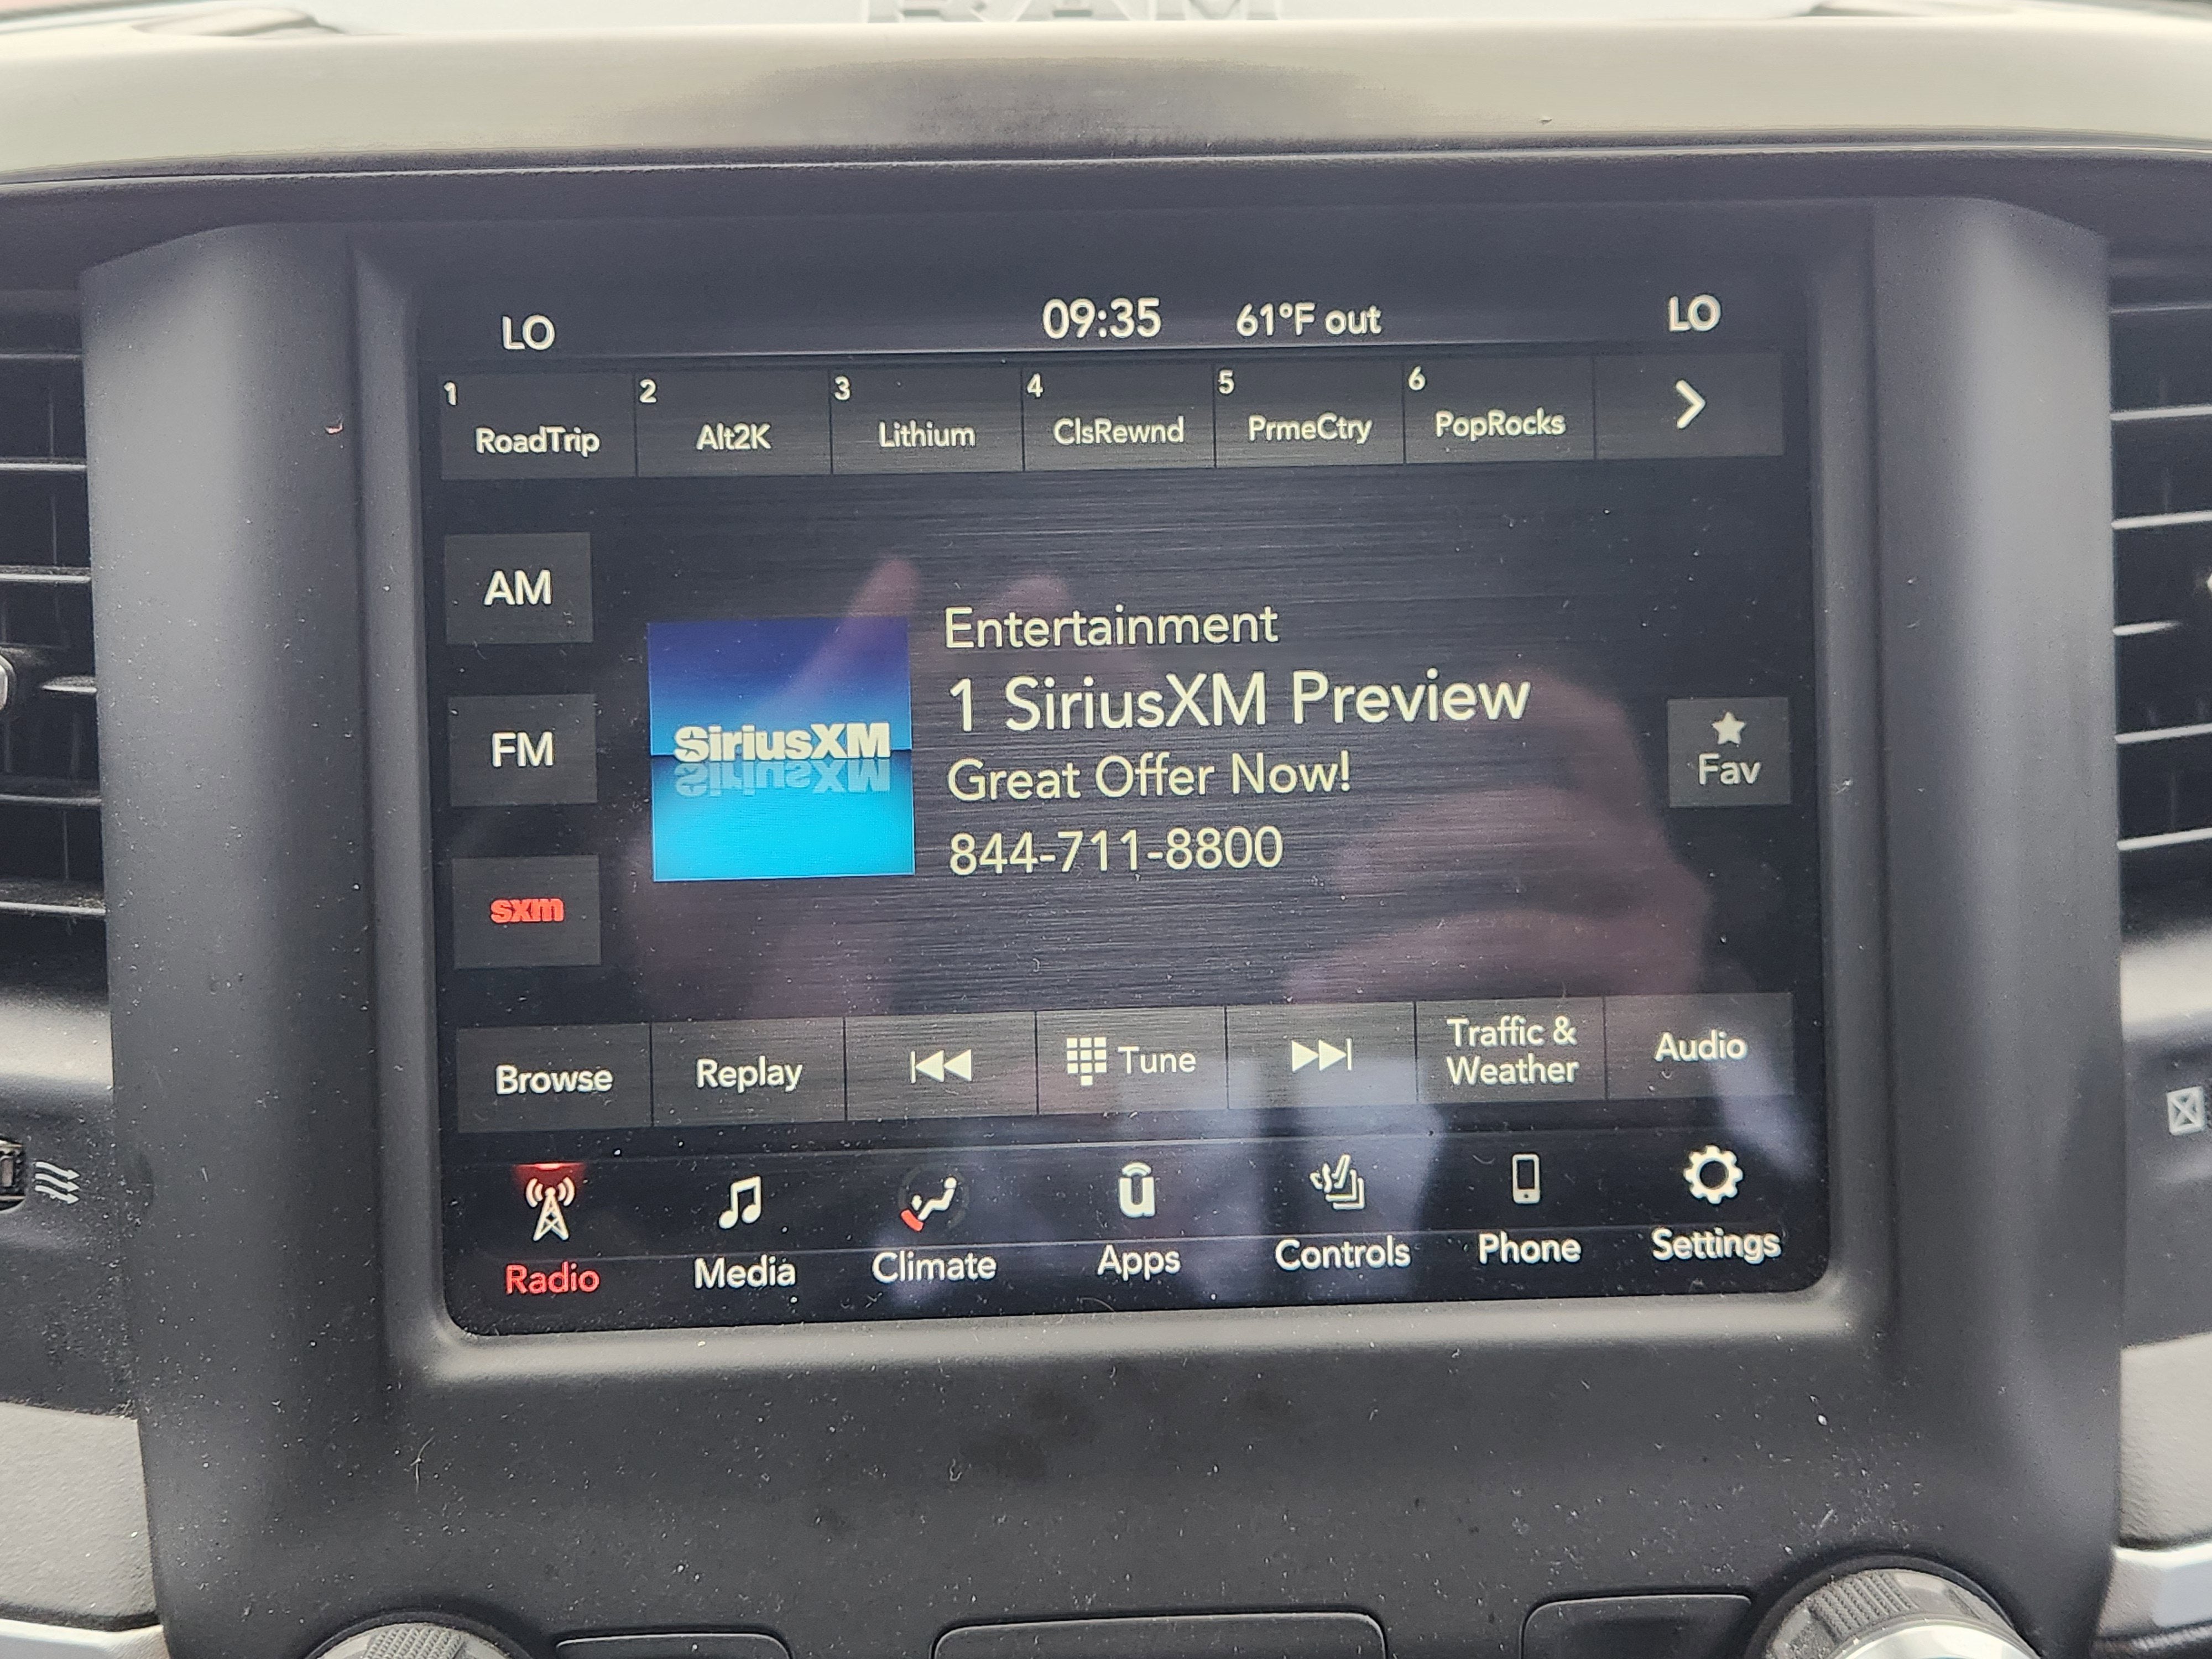 RAM
LO 09:35 61°F out LO
1 RoadTrip 2 Alt2K 3 Lithium 4 ClsRewnd 5 PrmeCtry 6 PopRocks
AM
FM
sxm
SiriusXM
Entertainment
1 SiriusXM Preview
Great Offer Now!
844-711-8800
Fav
Browse Replay Tune Traffic & Weather Audio
Radio Media Climate Apps Controls Phone Settings